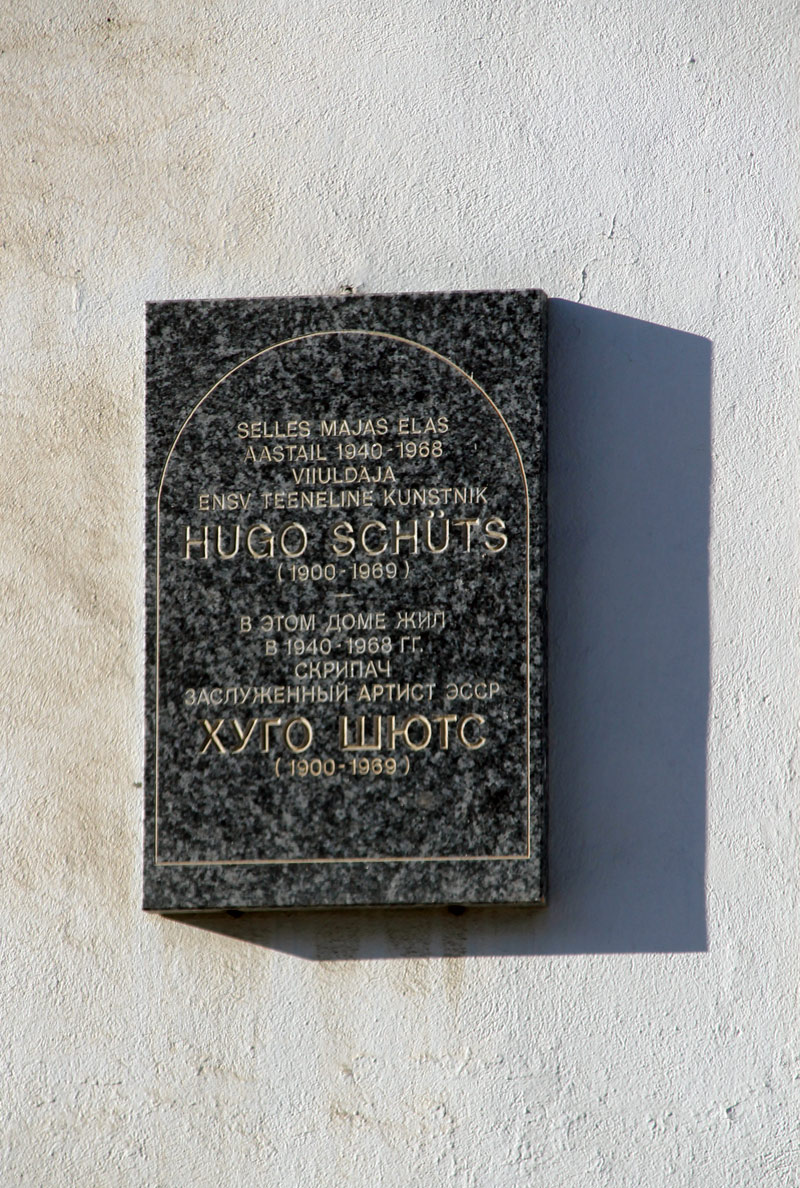 SELLES MAJAS ELAS
AASTAIL 1940-1968
VIIULDAJA
ENSV TEENELINE KUNSTNIK
HUGO SCHÜTS
(1900-1969)
—
В ЭТОМ ДОМЕ ЖИЛ
В 1940-1968 ГГ.
СКРИПАЧ
ЗАСЛУЖЕННЫЙ АРТИСТ ЭССР
ХУГО ШЮТС
(1900-1969)